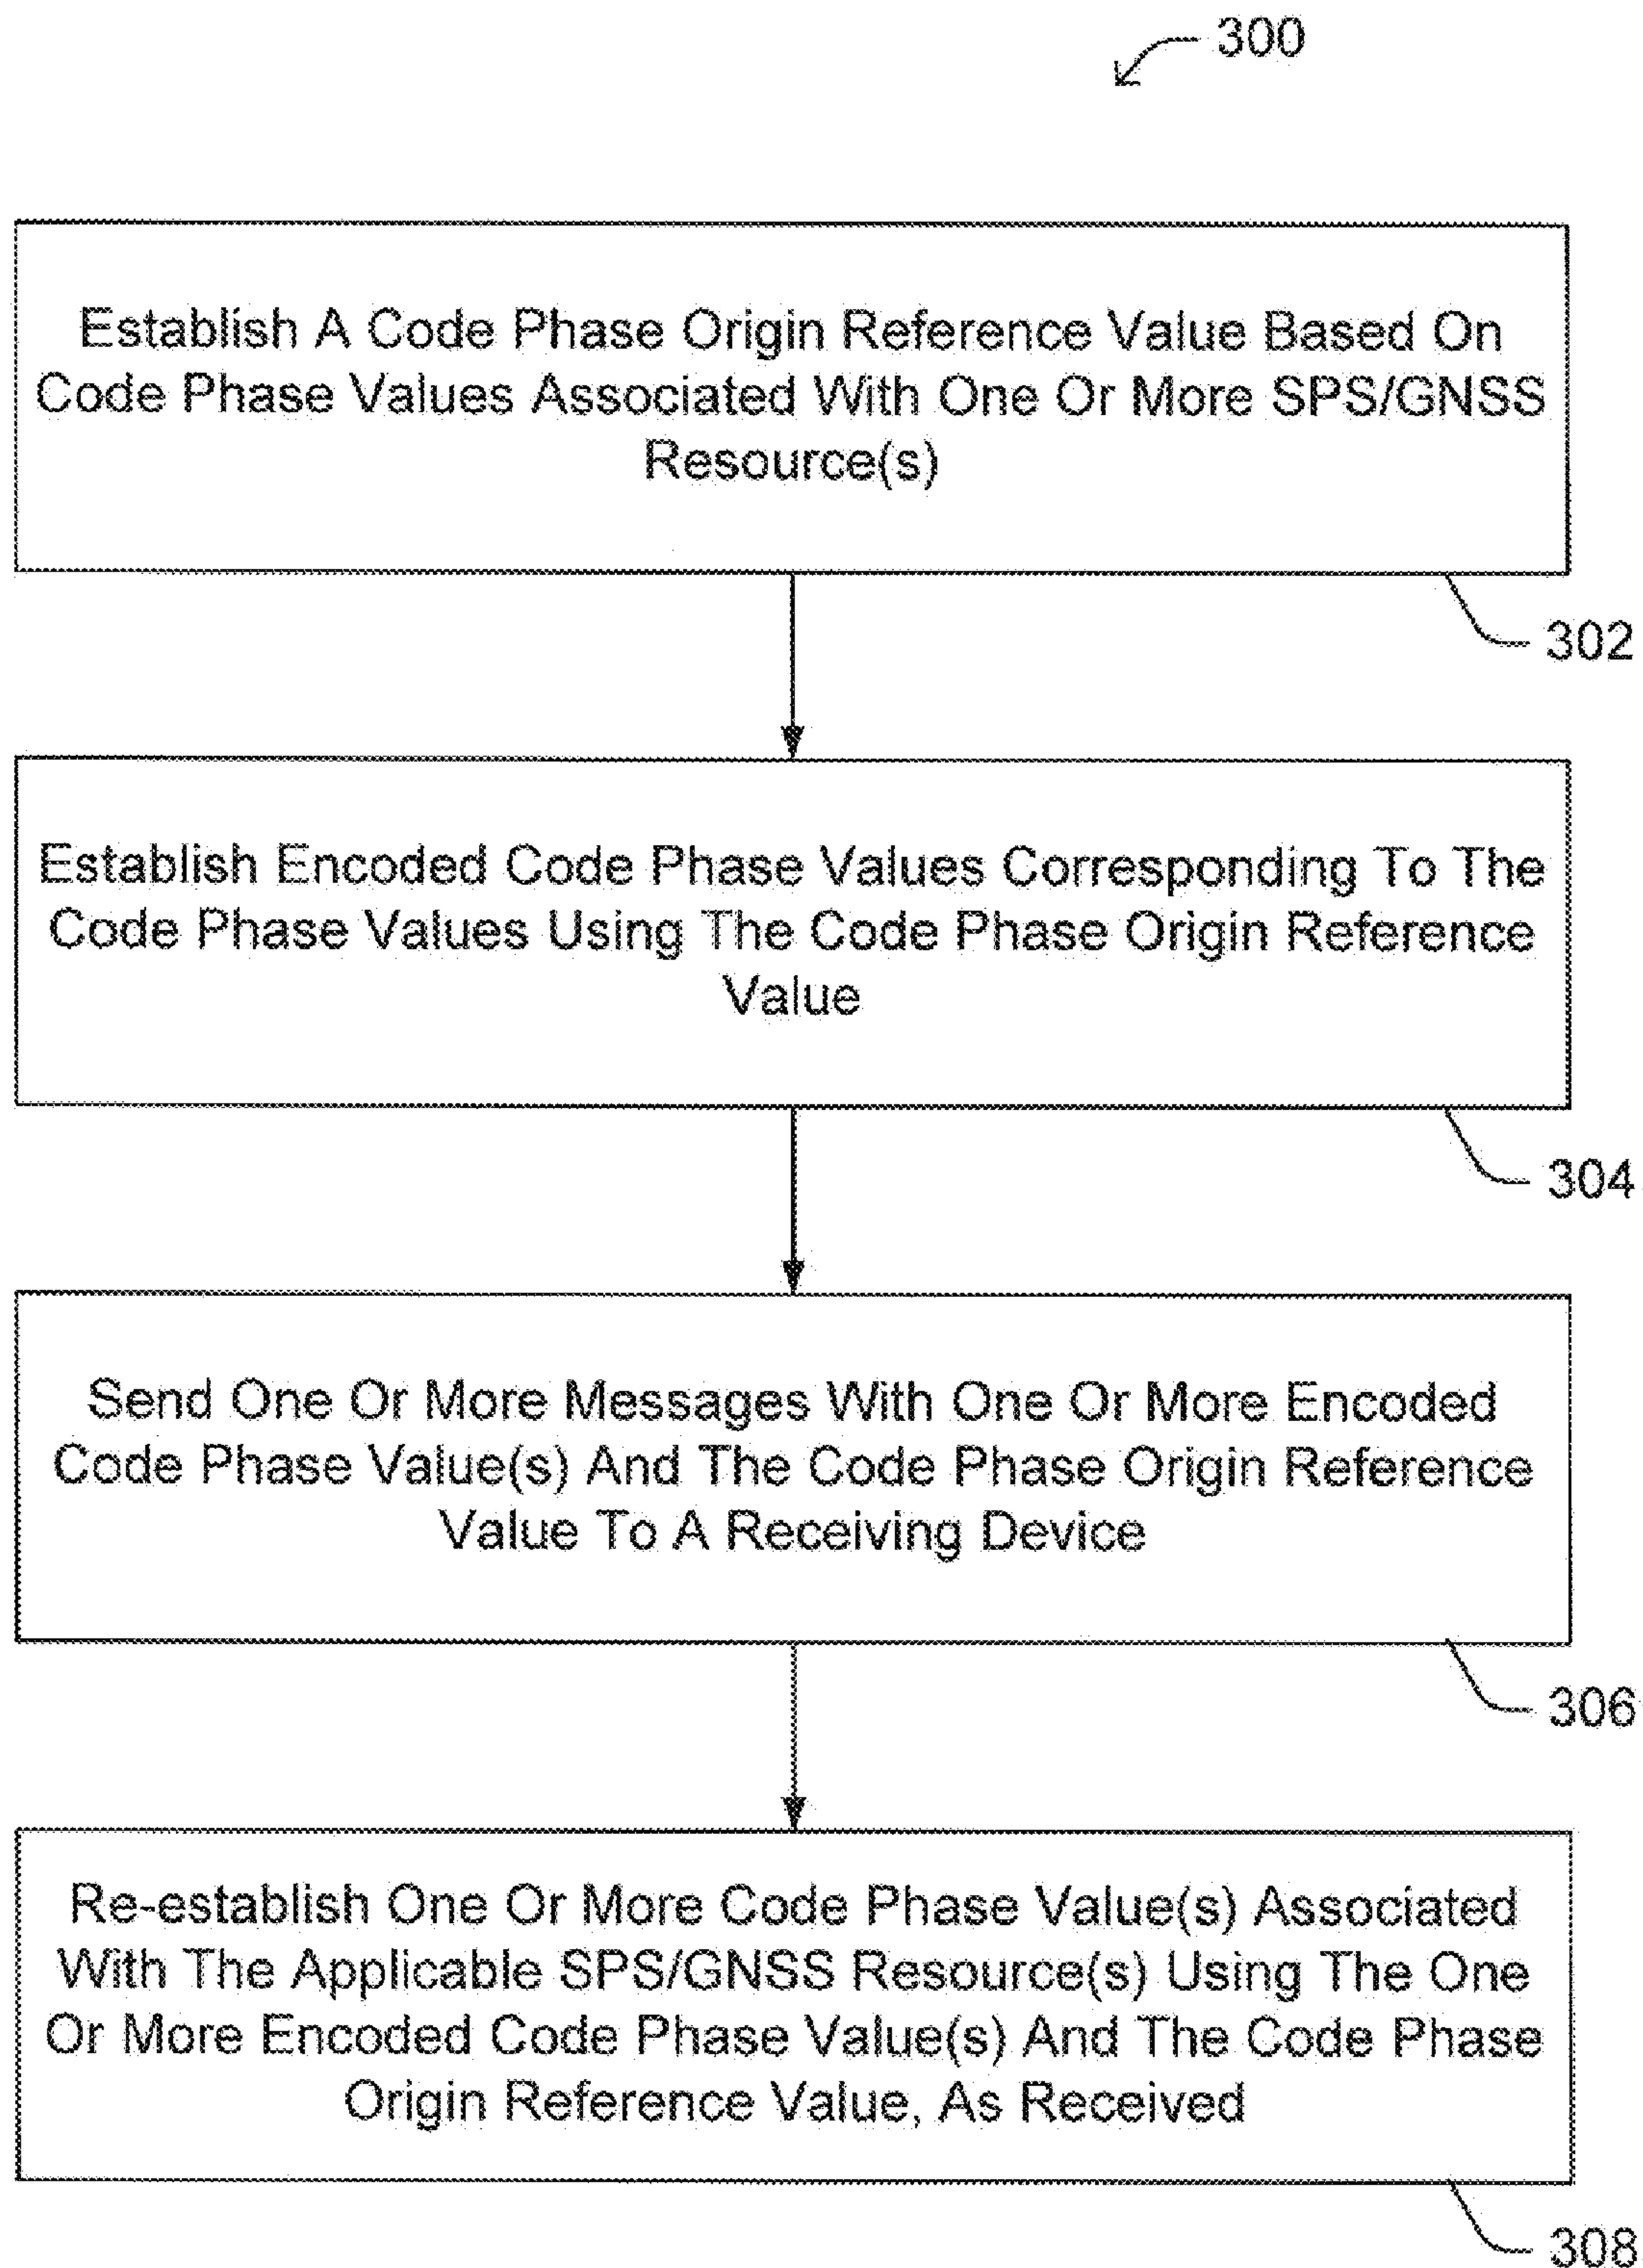 300
Establish A Code Phase Origin Reference Value Based On
Code Phase Values Associated With One Or More SPS/GNSS
Resource(s)
302
Establish Encoded Code Phase Values Corresponding To The
Code Phase Values Using The Code Phase Origin Reference
Value
304
Send One Or More Messages With One Or More Encoded
Code Phase Value(s) And The Code Phase Origin Reference
Value To A Receiving Device
306
Re-establish One Or More Code Phase Value(s) Associated
With The Applicable SPS/GNSS Resource(s) Using The One
Or More Encoded Code Phase Value(s) And The Code Phase
Origin Reference Value, As Received
308